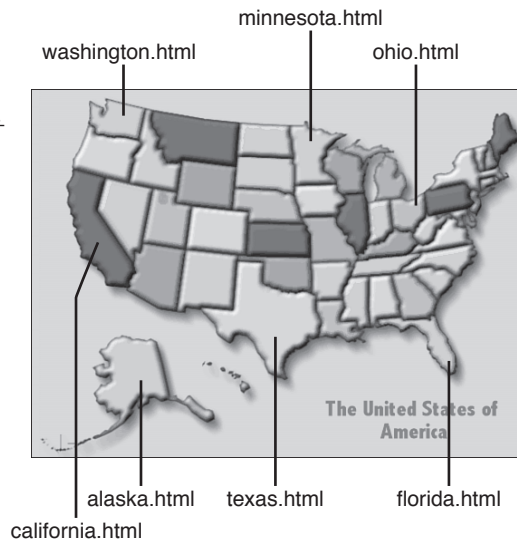 minnesota.html
washington.html
ohio.html
The United States of
America
alaska.html
texas.html
florida.html
california.html